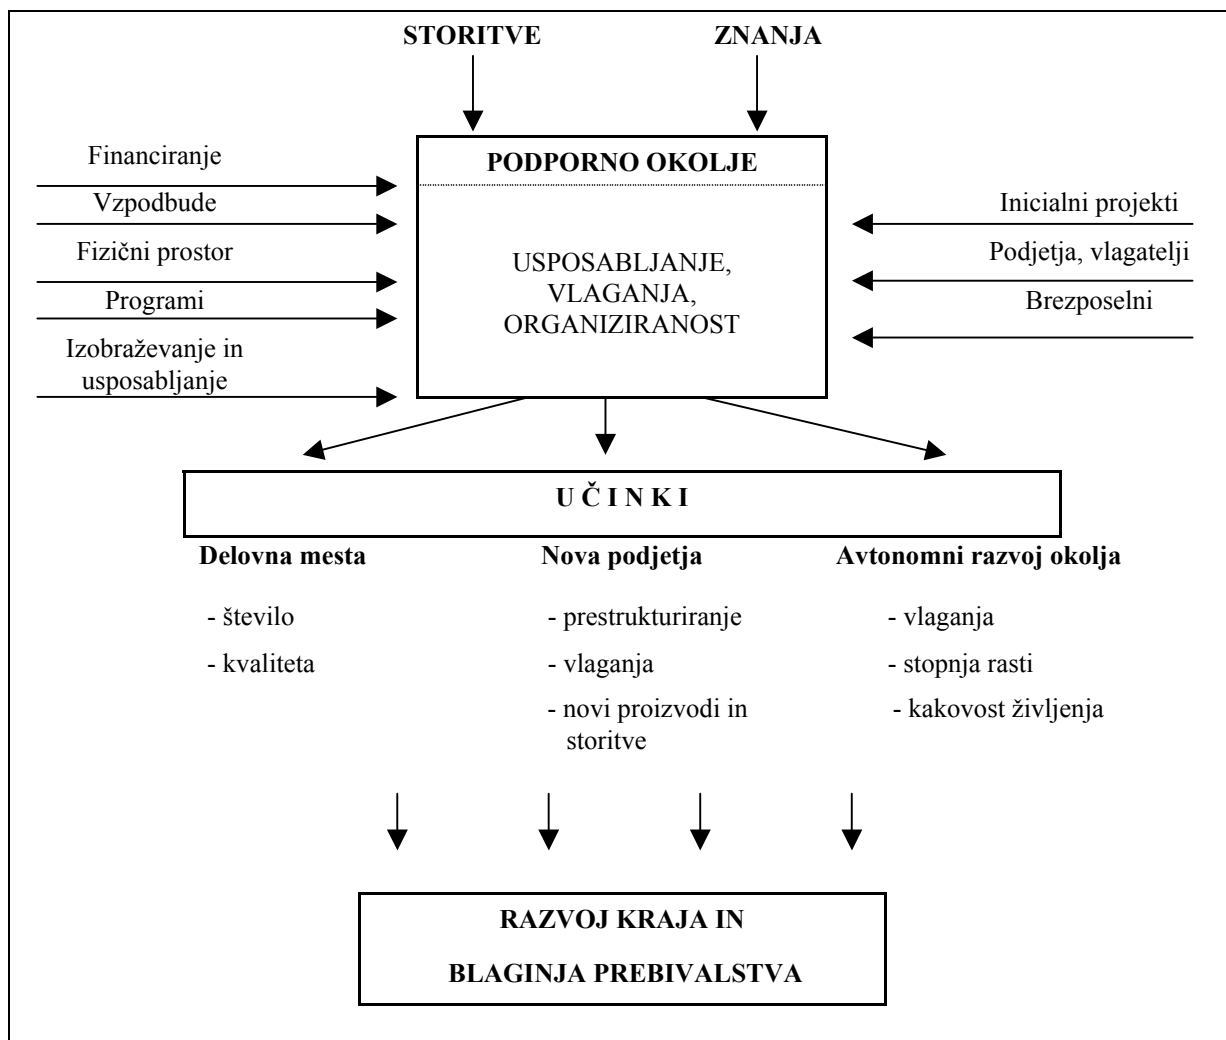 STORITVE
ZNANJA
PODPORNO OKOLJE
Financiranje
Vzpodbude
Fizični prostor
Programi
Izobraževanje in
usposabljanje
USPOSABLJANJE,
VLAGANJA,
ORGANIZIRANOST
Inicialni projekti
Podjetja, vlagatelji
Brezposelni
U Č I N K I
Delovna mesta
- število
- kvaliteta
Nova podjetja
- prestrukturiranje
- vlaganja
- novi proizvodi in
storitve
Avtonomni razvoj okolja
- vlaganja
- stopnja rasti
- kakovost življenja
RAZVOJ KRAJA IN
BLAGINJA PREBIVALSTVA